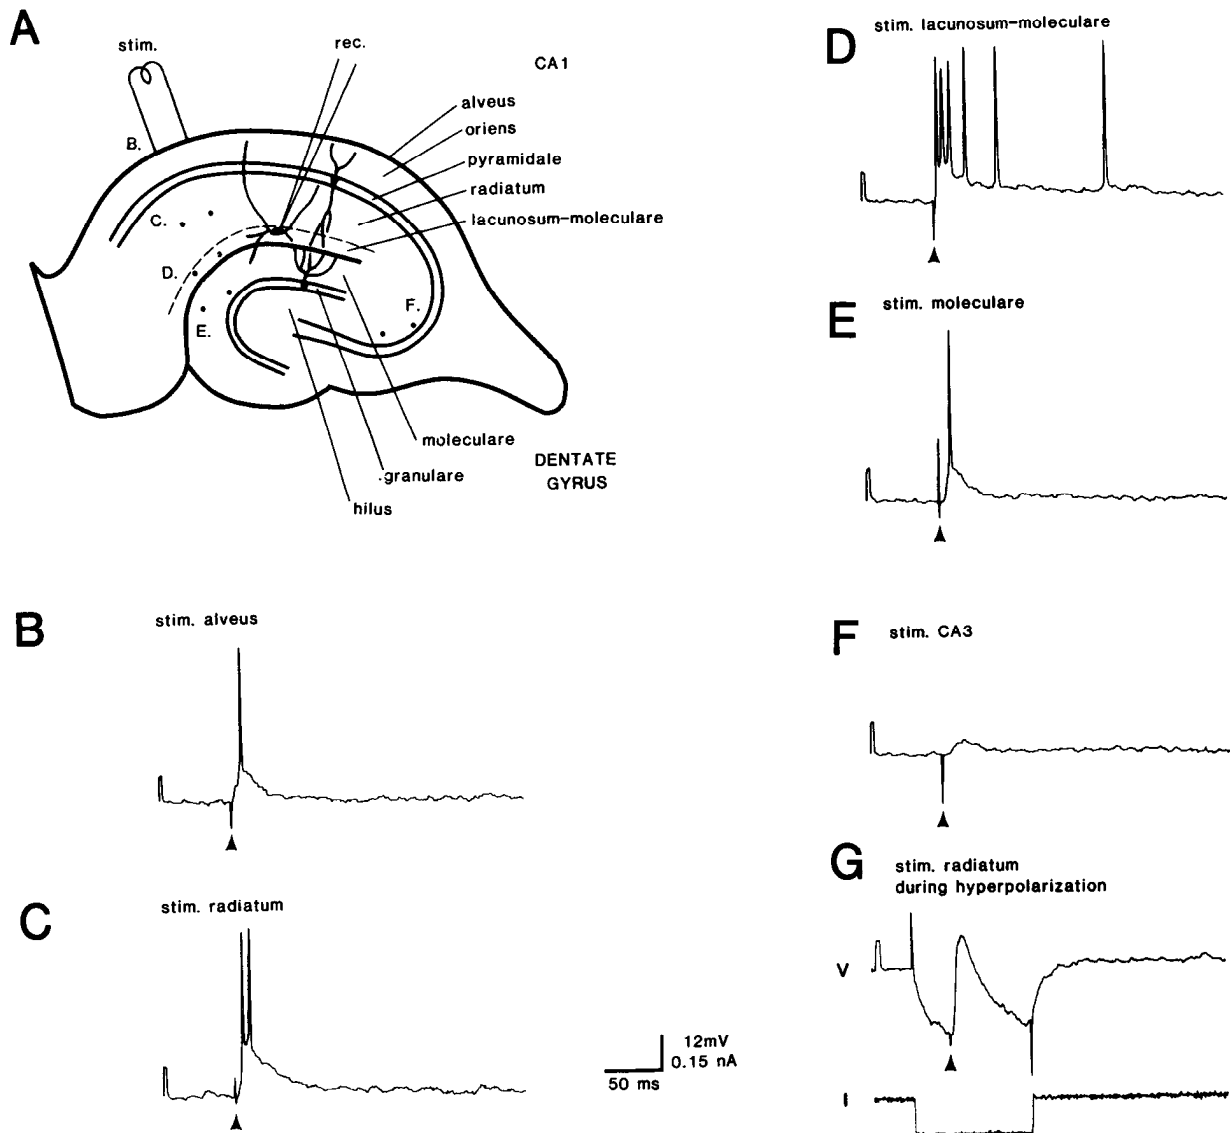 A
stim.
rec.
CA1
alveus
oriens
pyramidale
radiatum
lacunosum-moleculare
B.
C.
D.
E.
F.
moleculare
granulare
hilus
DENTATE
GYRUS
B
stim. alveus
C
stim. radiatum
12mV
0.15 nA
50 ms
D
stim. lacunosum-moleculare
E
stim. moleculare
F
stim. CA3
G
stim. radiatum
during hyperpolarization
V
I